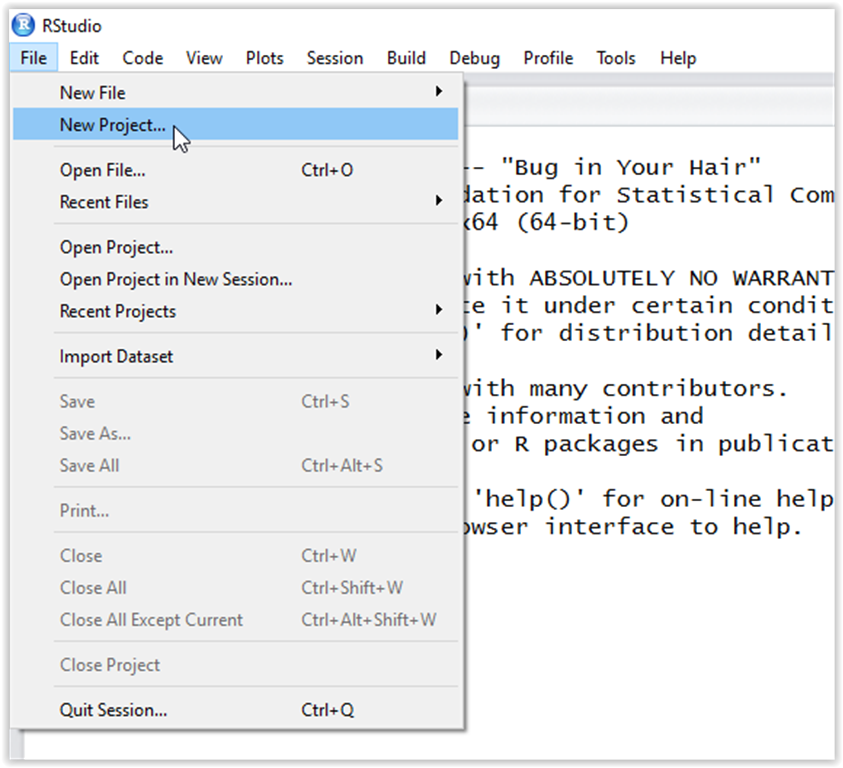 RStudio
File Edit Code View Plots Session Build Debug Profile Tools Help
New File
New Project...
Open File... Ctrl+O
Recent Files
Open Project...
Open Project in New Session...
Recent Projects
Import Dataset
Save Ctrl+S
Save As...
Save All Ctrl+Alt+S
Print...
Close Ctrl+W
Close All Ctrl+Shift+W
Close All Except Current Ctrl+Alt+Shift+W
Close Project
Quit Session... Ctrl+Q
-- "Bug in Your Hair"
dation for Statistical Com
x64 (64-bit)
with ABSOLUTELY NO WARRANT
te it under certain condit
)' for distribution detail
with many contributors.
e information and
or R packages in publicat
'help()' for on-line help
owser interface to help.